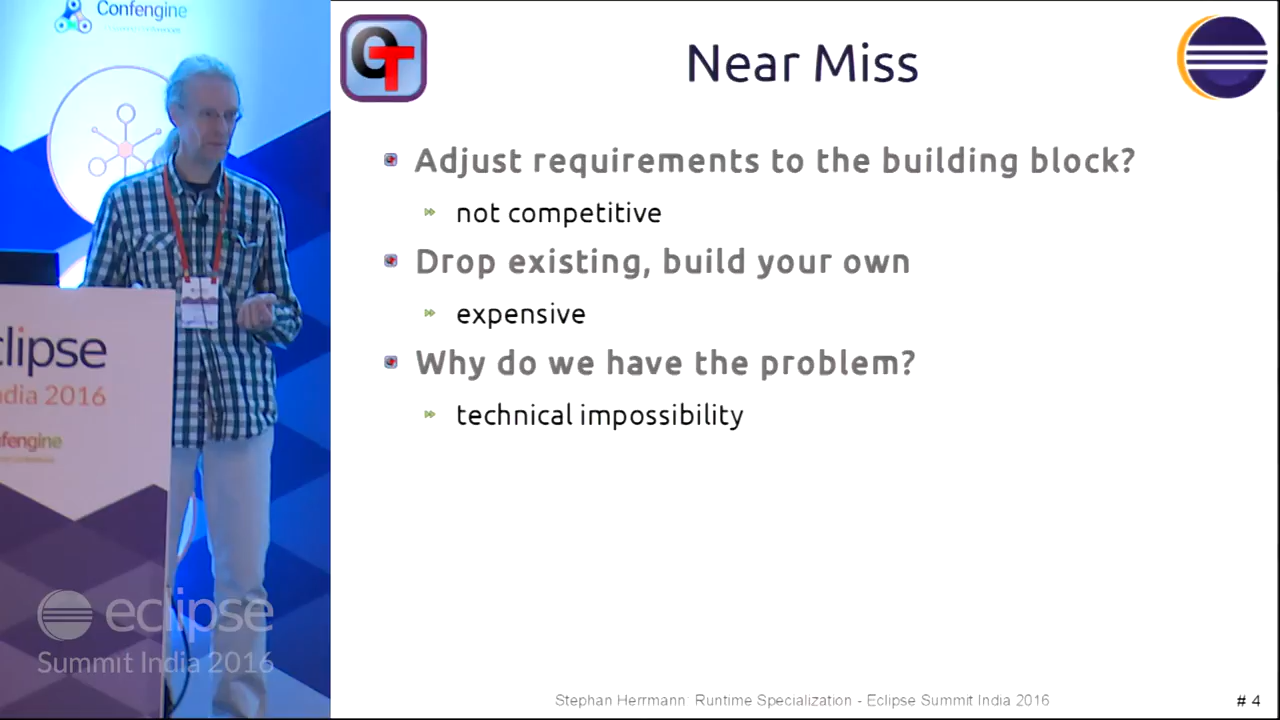 Confengine
OT
Near Miss
Adjust requirements to the building block?
not competitive
Drop existing, build your own
expensive
Why do we have the problem?
technical impossibility
clipse
dia 2016
fengine
eclipse
Summit India 2016
Stephan Herrmann: Runtime Specialization - Eclipse Summit India 2016
# 4